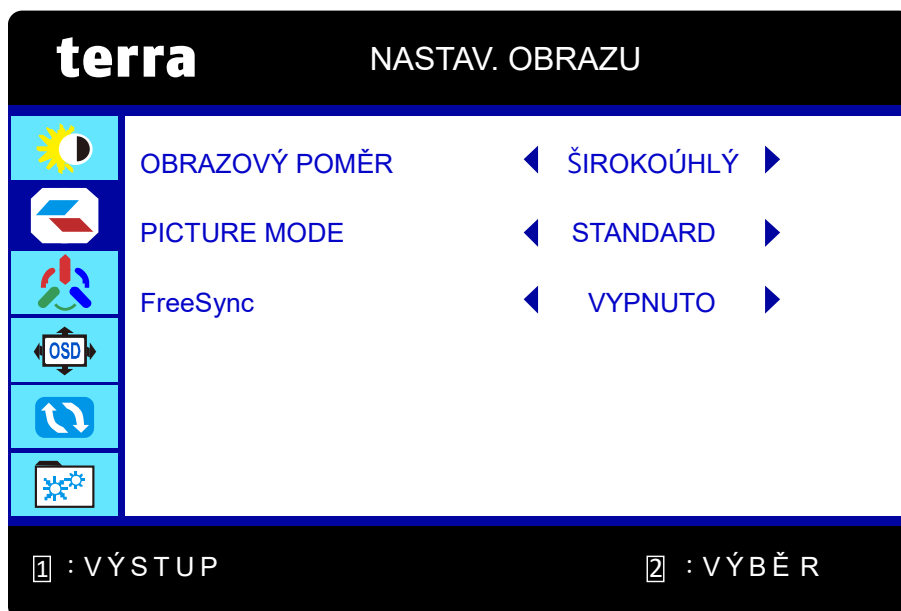 terra NASTAV. OBRAZU
OBRAZOVÝ POMĚR ŠIROKOÚHLÝ
PICTURE MODE STANDARD
FreeSync VYPNUTO
OSD
1 : VÝSTUP 2 : VÝBĚR